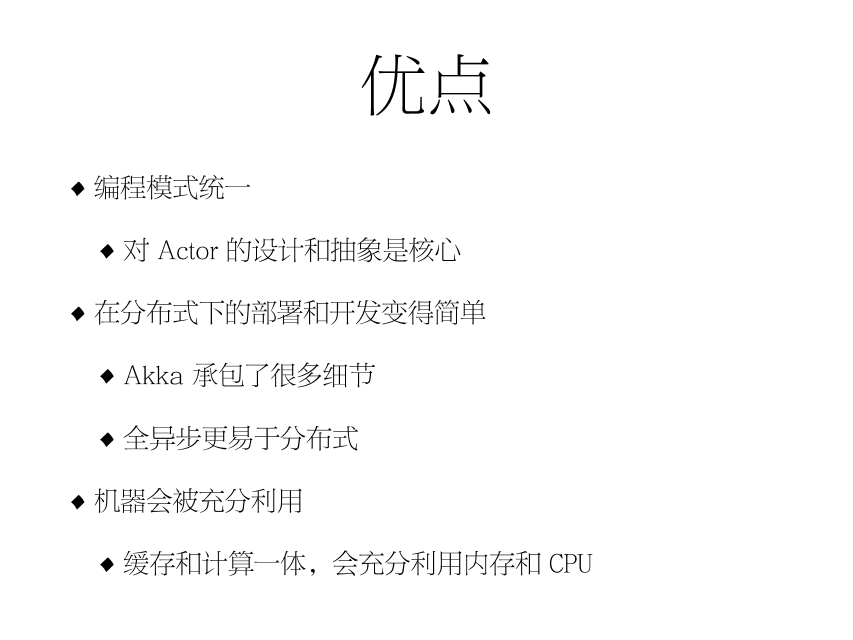 优点
编程模式统一
对 Actor 的设计和抽象是核心
在分布式下的部署和开发变得简单
Akka 承包了很多细节
全异步更易于分布式
机器会被充分利用
缓存和计算一体，会充分利用内存和 CPU